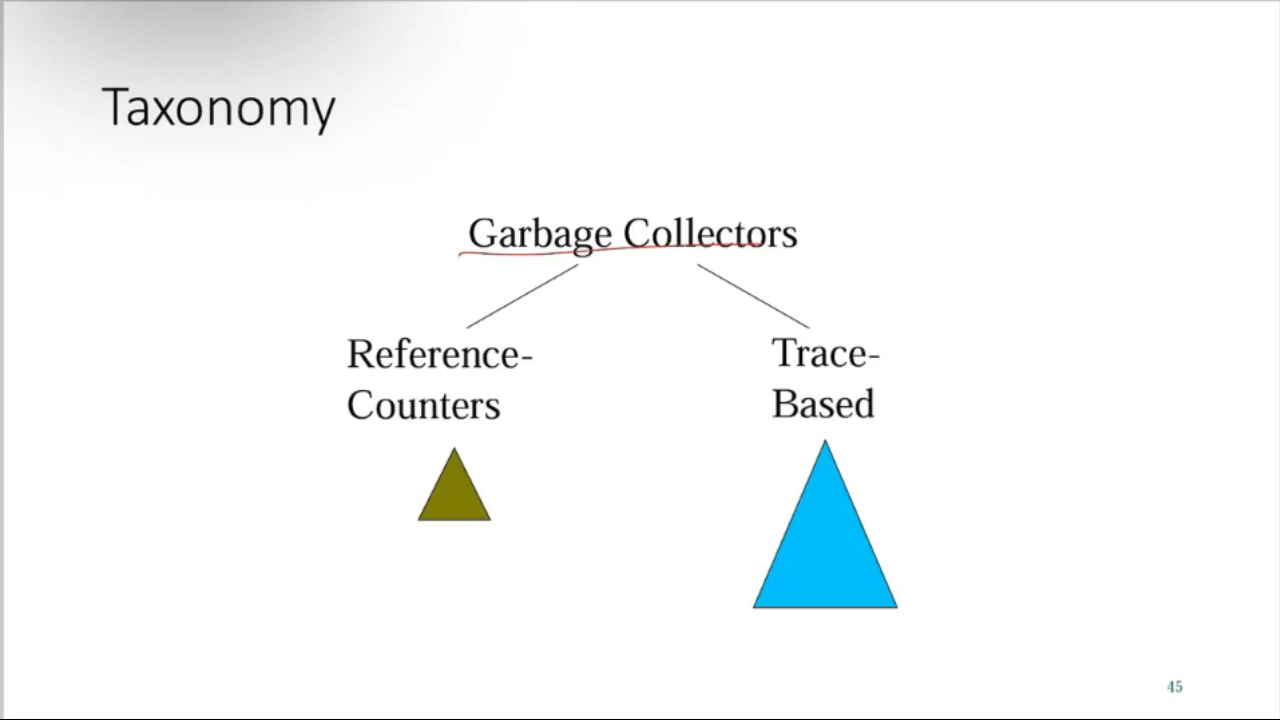 Taxonomy
Garbage Collectors
Reference-
Counters
Trace-
Based
45